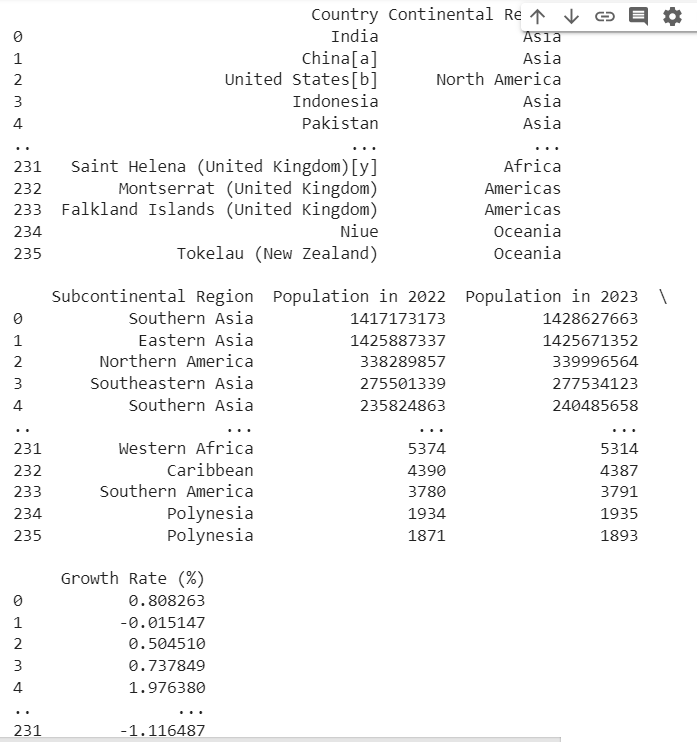 Country Continental Re
0 India Asia
1 China[a] Asia
2 United States[b] North America
3 Indonesia Asia
4 Pakistan Asia
.. ... ...
231 Saint Helena (United Kingdom)[y] Africa
232 Montserrat (United Kingdom) Americas
233 Falkland Islands (United Kingdom) Americas
234 Niue Oceania
235 Tokelau (New Zealand) Oceania
Subcontinental Region Population in 2022 Population in 2023 \
0 Southern Asia 1417173173 1428627663
1 Eastern Asia 1425887337 1425671352
2 Northern America 338289857 339996564
3 Southeastern Asia 275501339 277534123
4 Southern Asia 235824863 240485658
.. ... ... ...
231 Western Africa 5374 5314
232 Caribbean 4390 4387
233 Southern America 3780 3791
234 Polynesia 1934 1935
235 Polynesia 1871 1893
Growth Rate (%)
0 0.808263
1 -0.015147
2 0.504510
3 0.737849
4 1.976380
.. ...
231 -1.116487